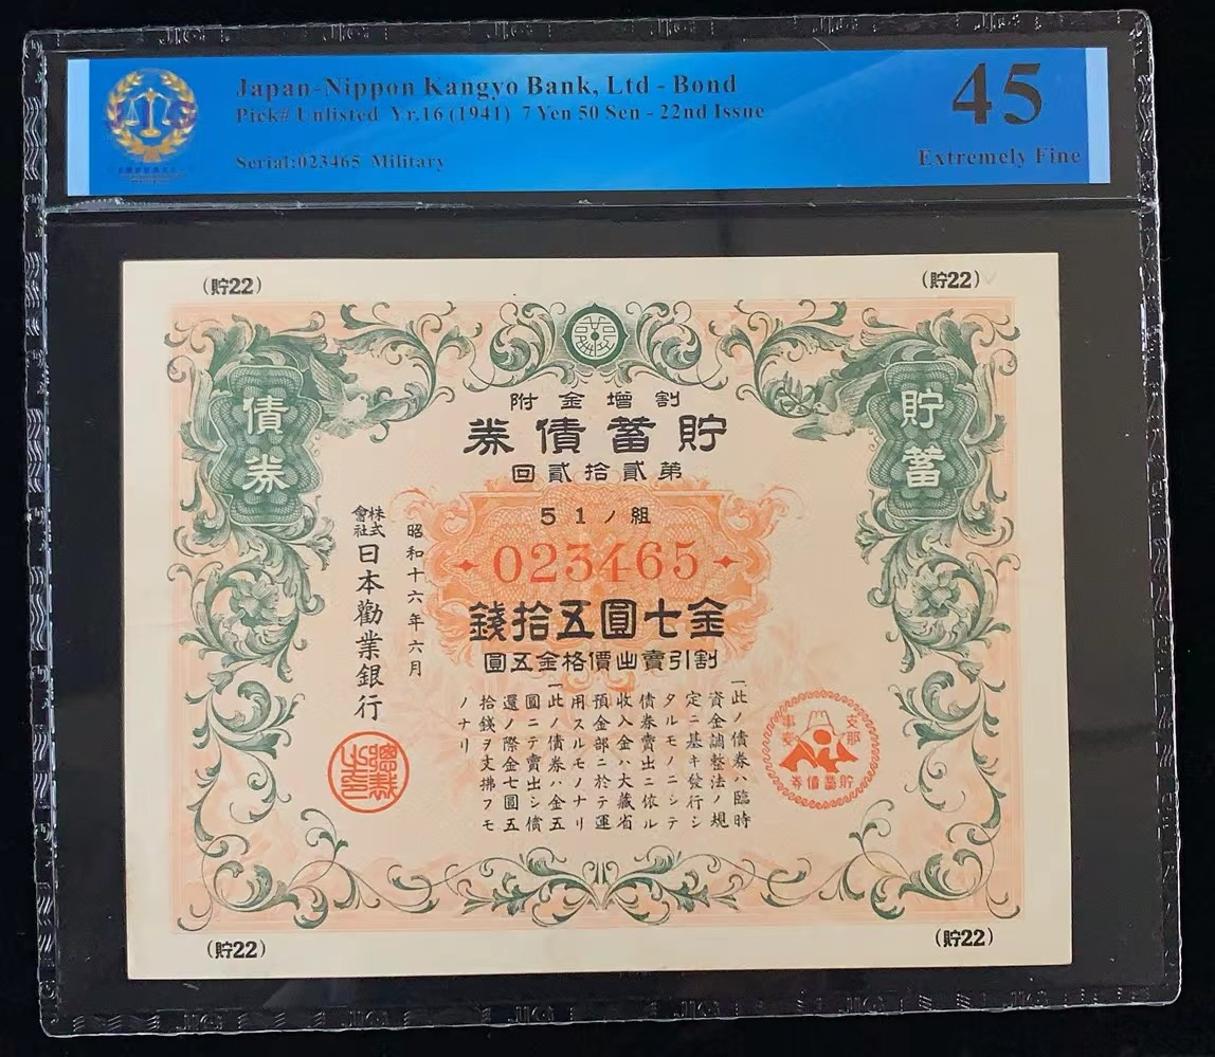 Japan-Nippon Kangyo Bank, Ltd - Bond
Pick# Unlisted Yr.16 (1941) 7 Yen 50 Sen - 22nd Issue
Serial:023465 Military
45
Extremely Fine
(貯22)
(貯22)
貯蓄
債券
割増金附
貯蓄債券
第貳拾貳回
組ノ15
023465
金七圓五拾錢
割引賣出價格金五圓
一此ノ債券ハ臨時
資金調整法ノ規
定ニ基キ發行シ
タルモノニシテ
債券賣出ニ依ル
收入金ハ大藏省
預金部ニ於テ運
用スルモノナリ
一此ノ債券ハ金五
圓ニテ賣出シ償
還ノ際金七圓五
拾錢ヲ支拂フモ
ノナリ
昭和十六年六月
株式會社日本勸業銀行
總裁之印
支那事變
貯蓄債券
(貯22)
(貯22)